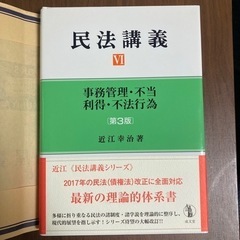 民法講義
VI
事務管理・不当
利得・不法行為
[第3版]
近江幸治著
近江〈民法講義シリーズ〉
2017年の民法〈債権法〉改正に全面対応
最新の理論的体系書
成文堂